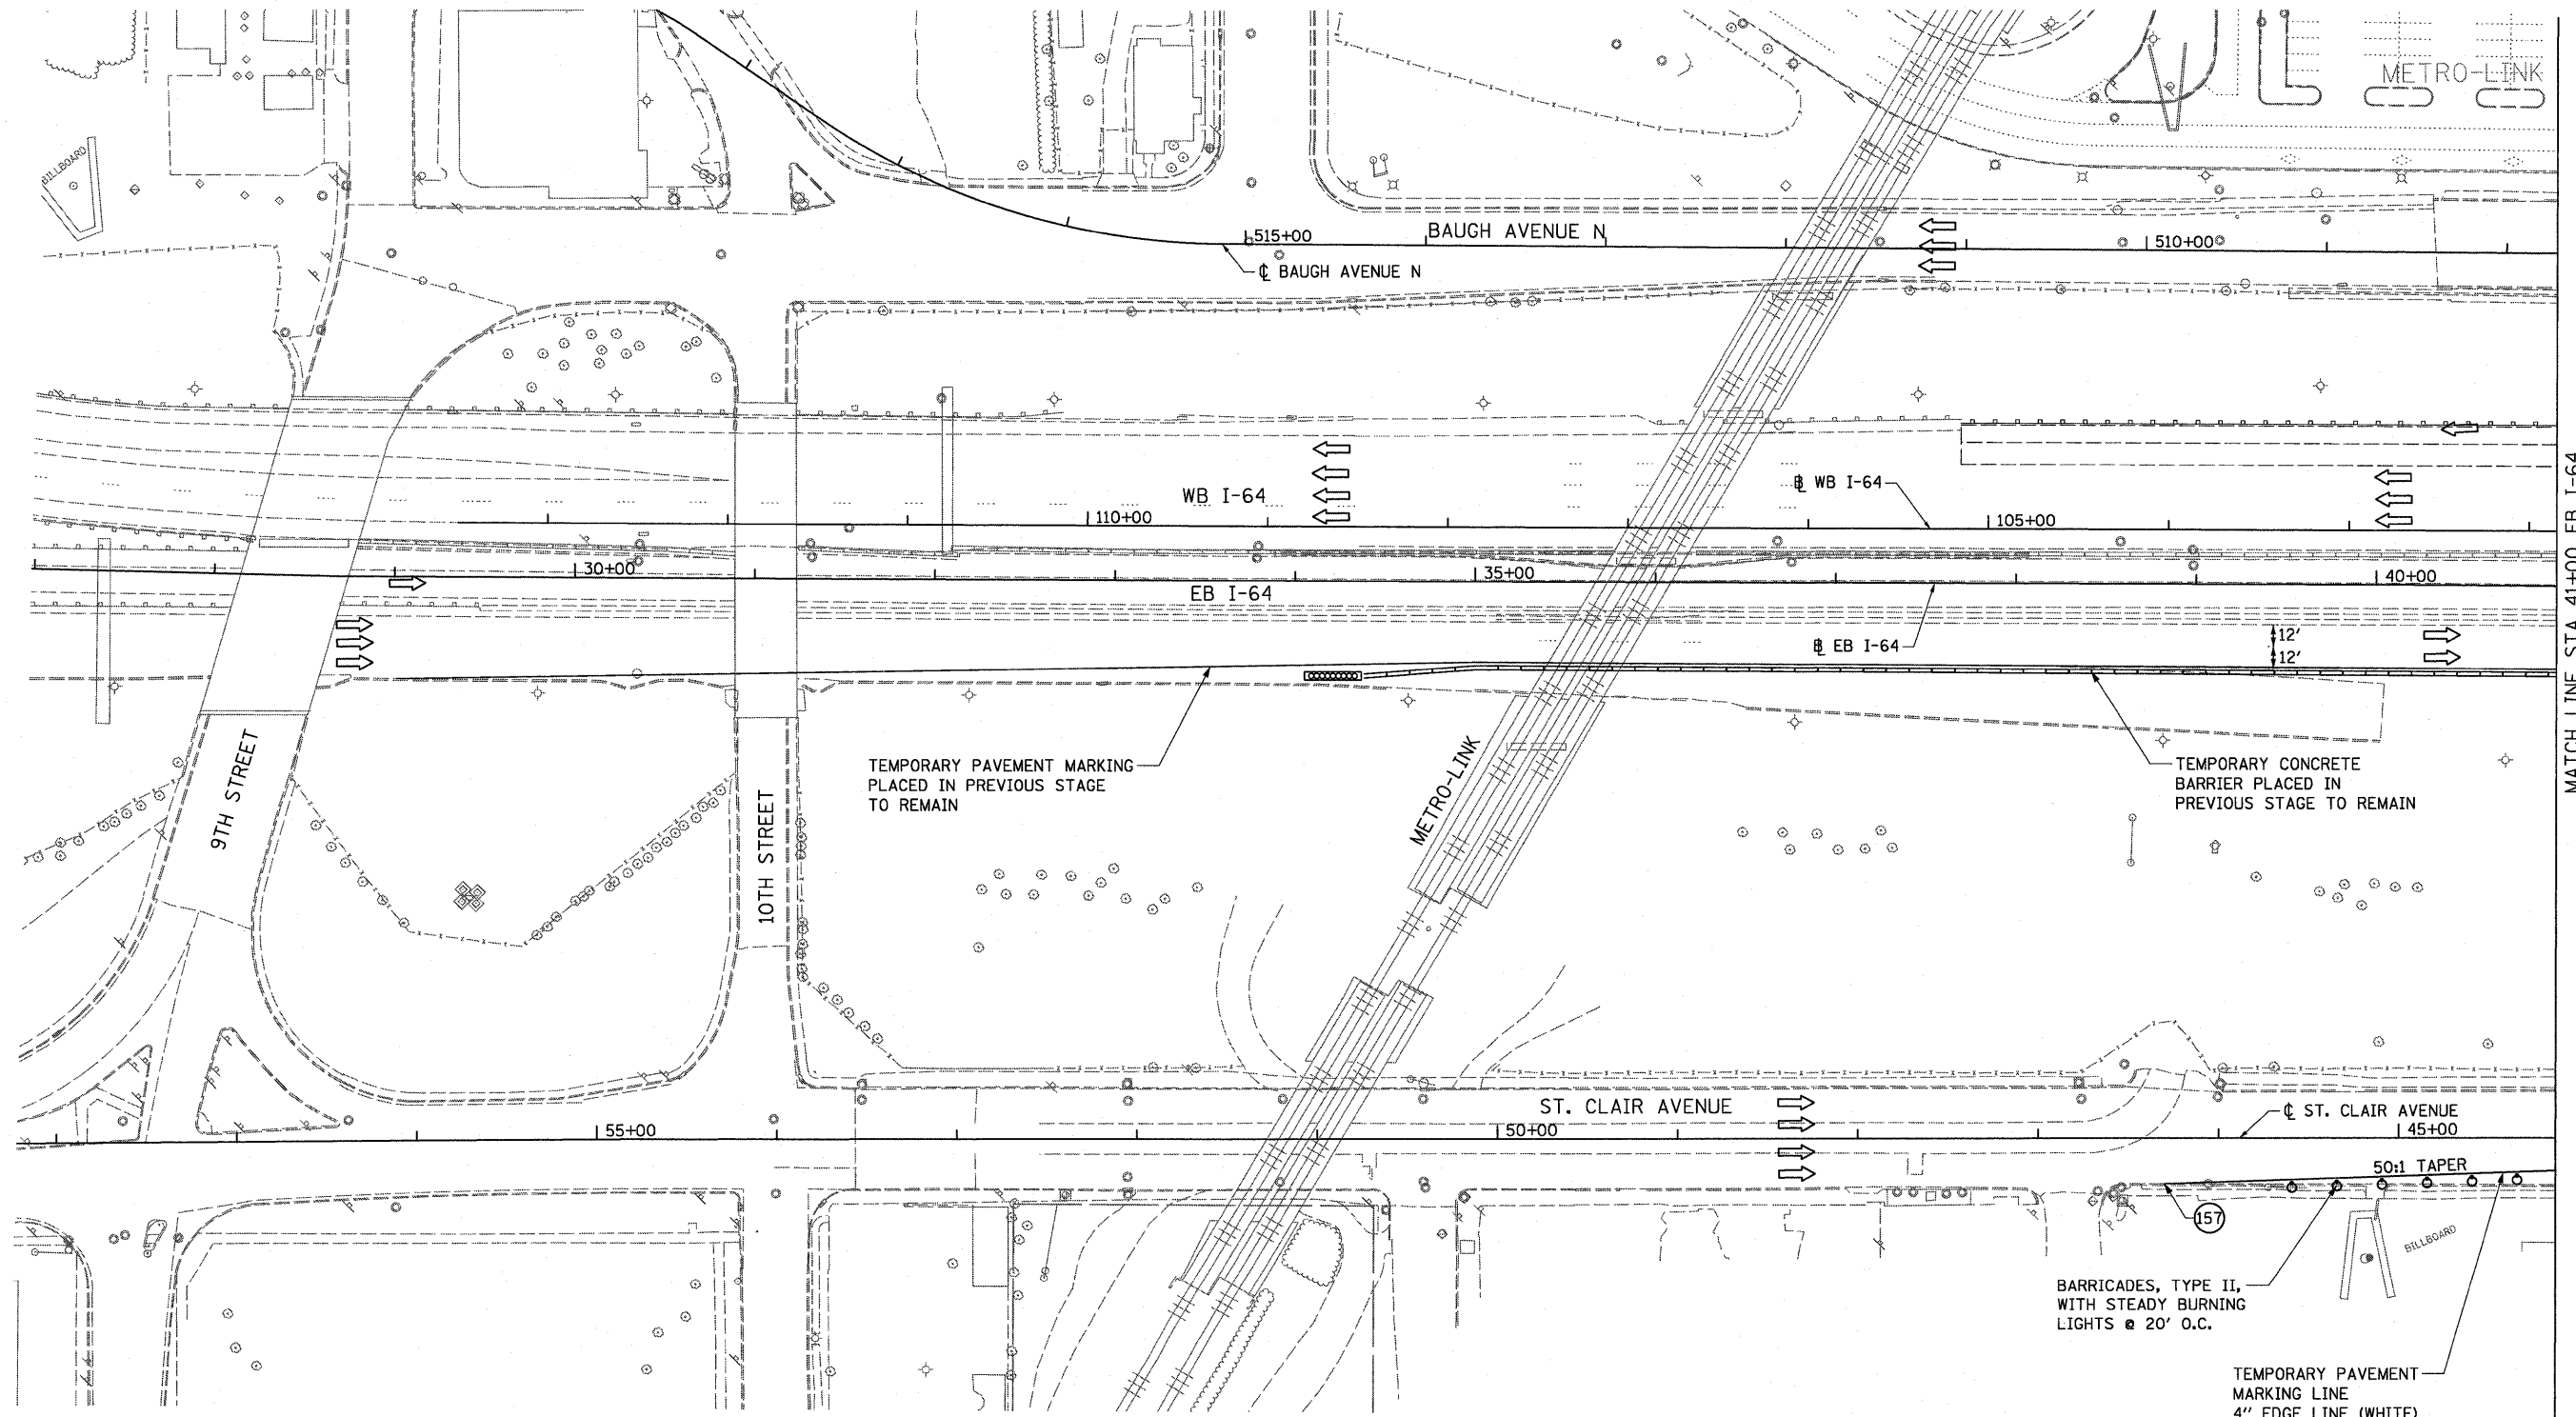 METRO-LINK
BILLBOARD
515+00
BAUGH AVENUE N
510+00
℄ BAUGH AVENUE N
WB I-64
110+00
℄ WB I-64
105+00
30+00
35+00
40+00
EB I-64
℄ EB I-64
12'
12'
MATCH LINE STA 41+00 EB I-64
9TH STREET
10TH STREET
METRO-LINK
TEMPORARY PAVEMENT MARKING
PLACED IN PREVIOUS STAGE
TO REMAIN
TEMPORARY CONCRETE
BARRIER PLACED IN
PREVIOUS STAGE TO REMAIN
ST. CLAIR AVENUE
℄ ST. CLAIR AVENUE
55+00
50+00
45+00
50:1 TAPER
157
BILLBOARD
BARRICADES, TYPE II,
WITH STEADY BURNING
LIGHTS @ 20' O.C.
TEMPORARY PAVEMENT
MARKING LINE
4" EDGE LINE (WHITE)